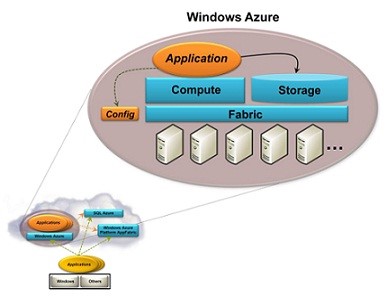 Windows Azure
Application
Compute
Storage
Config
Fabric
...
SQL Azure
Applications
Windows Azure
Windows Azure
Platform AppFabric
Applications
Windows
Others